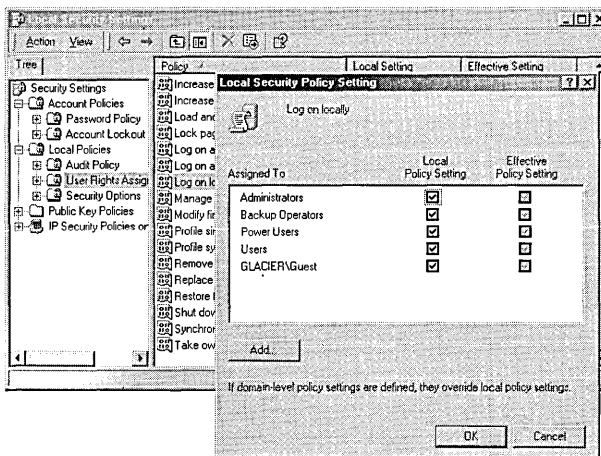 Local Security Settings
Action View
Tree
Policy Local Setting Effective Setting
Security Settings
Account Policies
Password Policy
Account Lockout
Local Policies
Audit Policy
User Rights Assig
Security Options
Public Key Policies
IP Security Policies or
Increase
Increase
Load and
Lock pag
Log on a
Log on a
Log on lo
Manage
Modify fir
Profile sin
Profile sy
Remove
Replace
Restore f
Shut dov
Synchror
Take ow
Local Security Policy Setting
Log on locally
Assigned To
Local Policy Setting
Effective Policy Setting
Administrators
Backup Operators
Power Users
Users
GLACIER\Guest
Add...
If domain-level policy settings are defined, they override local policy settings.
OK Cancel